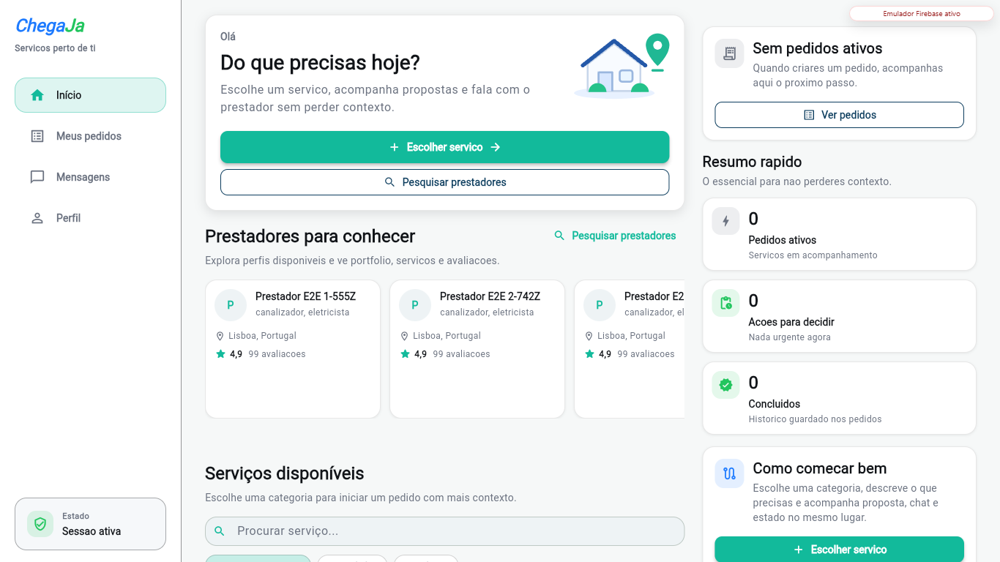 ChegaJa
Servicos perto de ti
Início
Meus pedidos
Mensagens
Perfil
Estado
Sessao ativa
Olá
Do que precisas hoje?
Escolhe um servico, acompanha propostas e fala com o
prestador sem perder contexto.
Escolher servico
Pesquisar prestadores
Prestadores para conhecer
Pesquisar prestadores
Explora perfis disponiveis e ve portfolio, servicos e avaliacoes.
P
Prestador E2E 1-555Z
canalizador, eletricista
Lisboa, Portugal
4,9 99 avaliacoes
P
Prestador E2E 2-742Z
canalizador, eletricista
Lisboa, Portugal
4,9 99 avaliacoes
P
Prestador E2
canalizador, el
Lisboa, Portugal
4,9 99 avaliacoes
Serviços disponíveis
Escolhe uma categoria para iniciar um pedido com mais contexto.
Procurar serviço...
Emulador Firebase ativo
Sem pedidos ativos
Quando criares um pedido, acompanhas
aqui o proximo passo.
Ver pedidos
Resumo rapido
O essencial para nao perderes contexto.
0
Pedidos ativos
Servicos em acompanhamento
0
Acoes para decidir
Nada urgente agora
0
Concluidos
Historico guardado nos pedidos
Como comecar bem
Escolhe uma categoria, descreve o que
precisas e acompanha proposta, chat e
estado no mesmo lugar.
Escolher servico